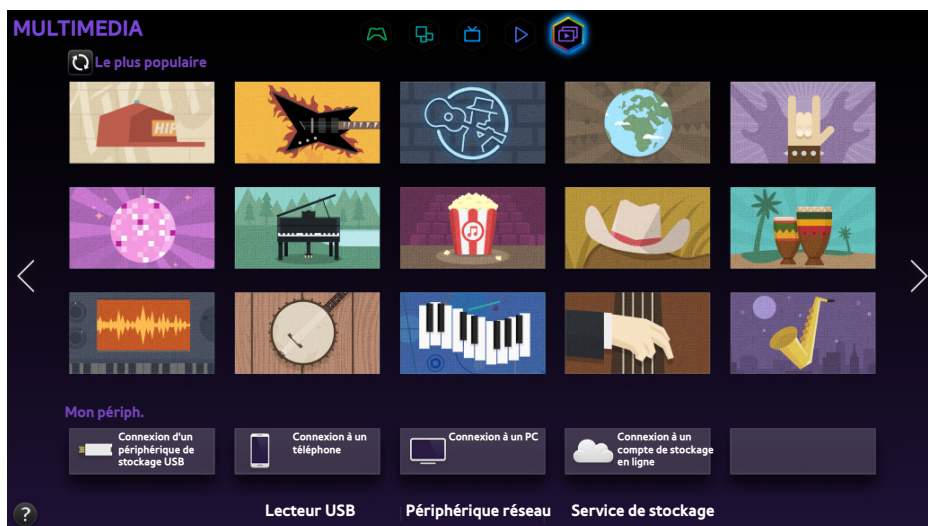 MULTIMEDIA
Le plus populaire
HIP
Mon périph.
Connexion d'un
périphérique de
stockage USB
Connexion à un
téléphone
Connexion à un PC
Connexion à un
compte de stockage
en ligne
?
Lecteur USB
Périphérique réseau
Service de stockage